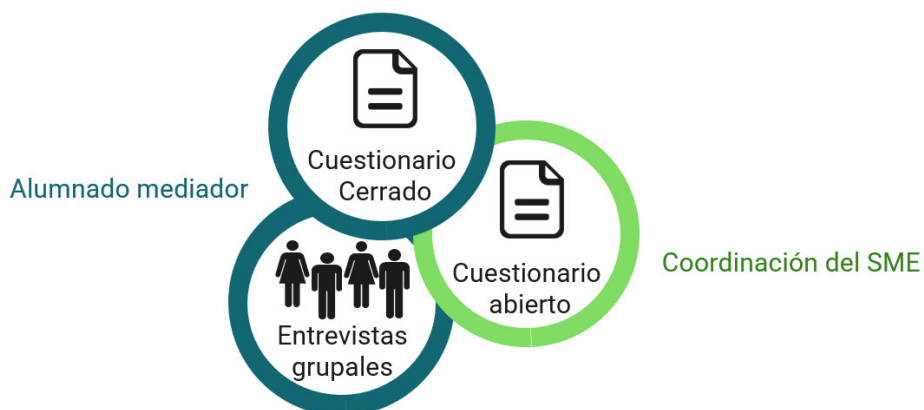 Cuestionario
Cerrado
Alumnado mediador
Cuestionario
abierto
Coordinación del SME
Entrevistas
grupales